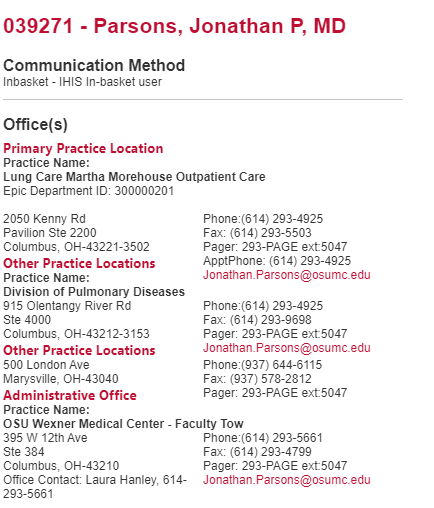 039271 - Parsons, Jonathan P, MD
Communication Method
Inbasket - IHIS In-basket user
Office(s)
Primary Practice Location
Practice Name:
Lung Care Martha Morehouse Outpatient Care
Epic Department ID: 300000201
2050 Kenny Rd
Pavilion Ste 2200
Columbus, OH-43221-3502
Phone:(614) 293-4925
Fax: (614) 293-5503
Pager: 293-PAGE ext:5047
ApptPhone: (614) 293-4925
Jonathan.Parsons@osumc.edu
Other Practice Locations
Practice Name:
Division of Pulmonary Diseases
915 Olentangy River Rd
Ste 4000
Columbus, OH-43212-3153
Phone:(614) 293-4925
Fax: (614) 293-9698
Pager: 293-PAGE ext:5047
Jonathan.Parsons@osumc.edu
Other Practice Locations
500 London Ave
Marysville, OH-43040
Phone:(937) 644-6115
Fax: (937) 578-2812
Pager: 293-PAGE ext:5047
Administrative Office
Practice Name:
OSU Wexner Medical Center - Faculty Tow
395 W 12th Ave
Ste 384
Columbus, OH-43210
Office Contact: Laura Hanley, 614-
293-5661
Phone:(614) 293-5661
Fax: (614) 293-4799
Pager: 293-PAGE ext:5047
Jonathan.Parsons@osumc.edu